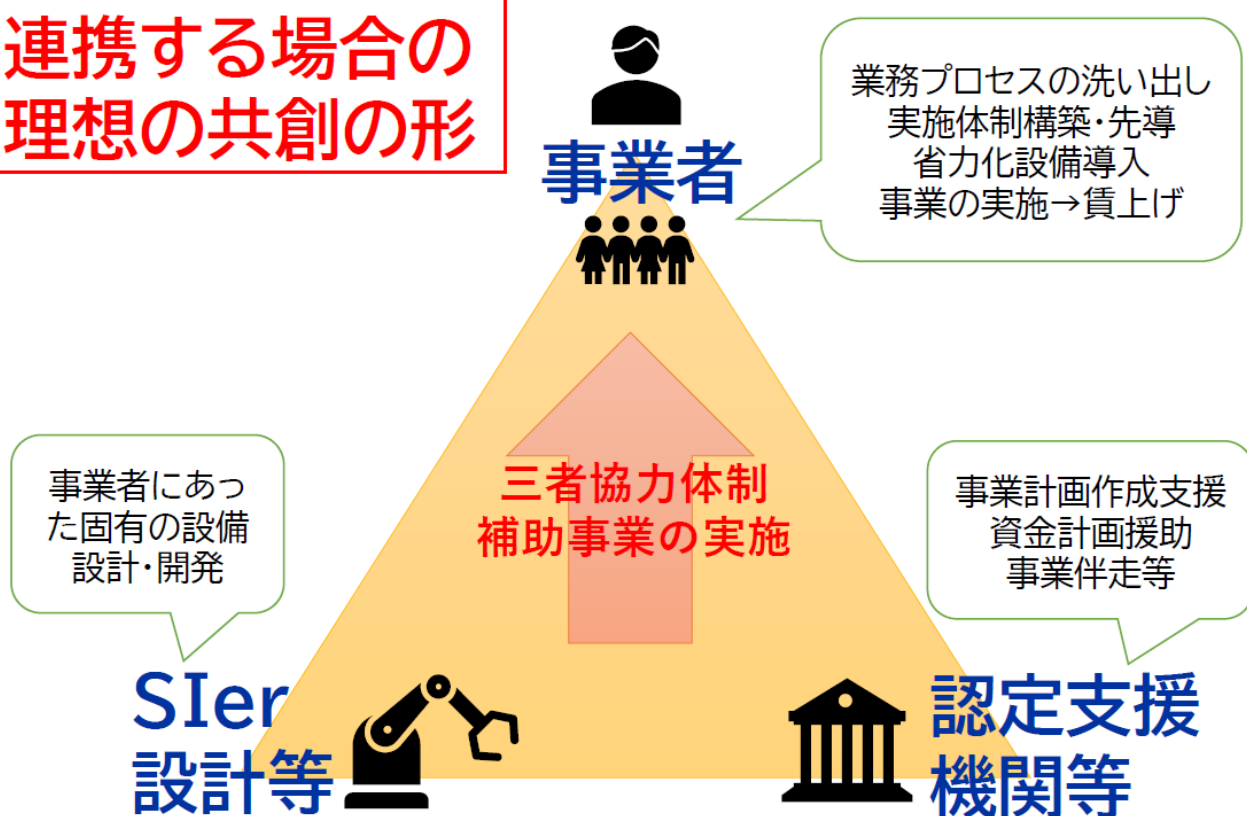 連携する場合の
理想の共創の形
事業者
業務プロセスの洗い出し
実施体制構築・先導
省力化設備導入
事業の実施→賃上げ
三者協力体制
補助事業の実施
事業者にあっ
た固有の設備
設計・開発
SIer
設計等
事業計画作成支援
資金計画援助
事業伴走等
認定支援
機関等